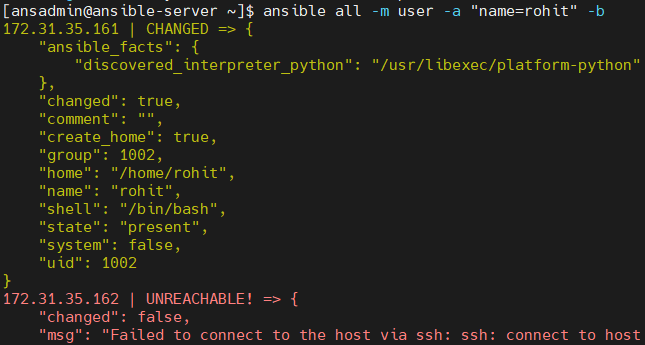 [ansadmin@ansible-server ~]$ ansible all -m user -a "name=rohit" -b
172.31.35.161 | CHANGED => {
    "ansible_facts": {
        "discovered_interpreter_python": "/usr/libexec/platform-python"
    },
    "changed": true,
    "comment": "",
    "create_home": true,
    "group": 1002,
    "home": "/home/rohit",
    "name": "rohit",
    "shell": "/bin/bash",
    "state": "present",
    "system": false,
    "uid": 1002
}
172.31.35.162 | UNREACHABLE! => {
    "changed": false,
    "msg": "Failed to connect to the host via ssh: ssh: connect to host